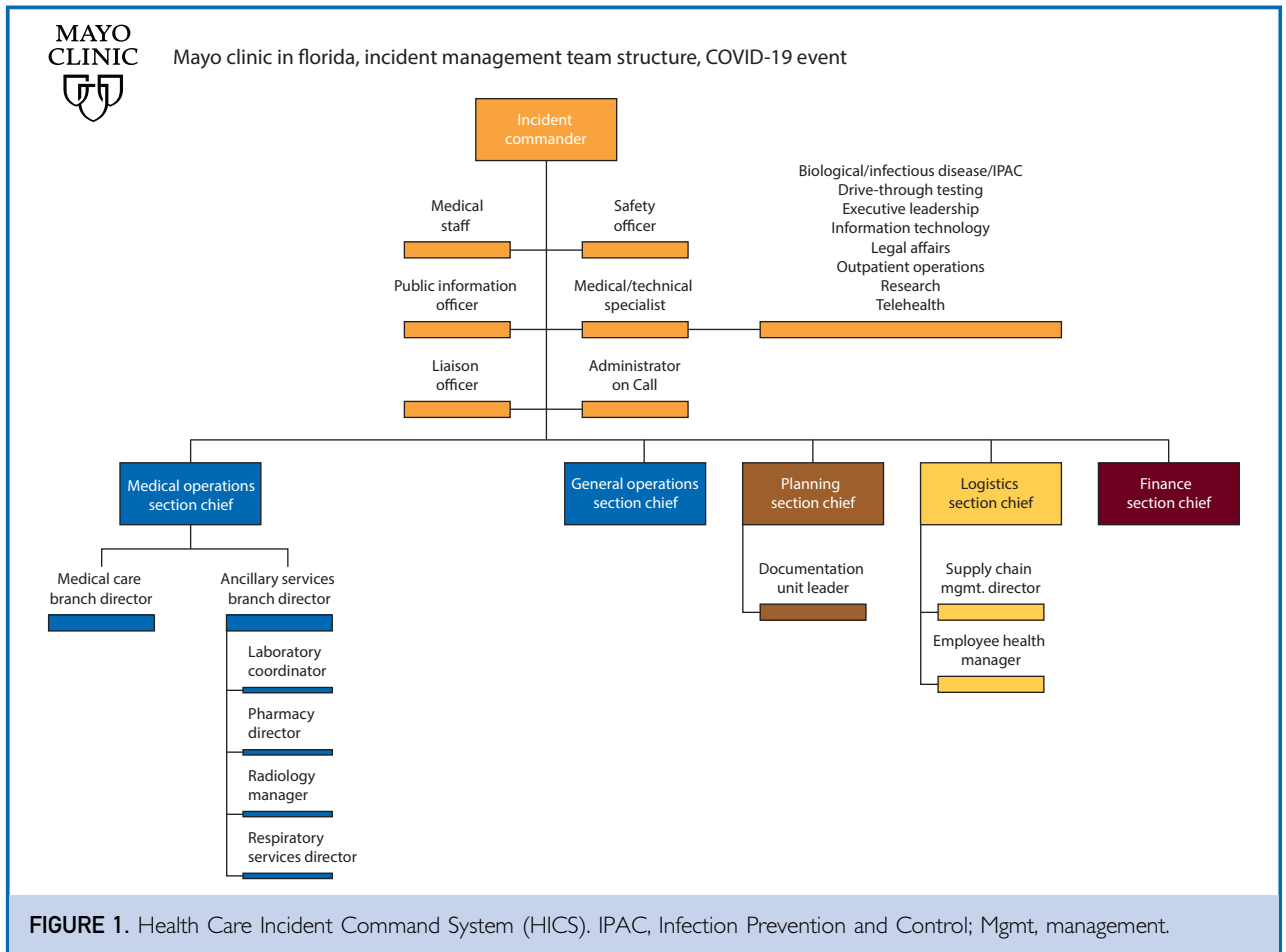 MAYO
CLINIC
Mayo clinic in florida, incident management team structure, COVID-19 event
Incident
commander
Medical
staff
Safety
officer
Biological/infectious disease/IPAC
Drive-through testing
Executive leadership
Information technology
Legal affairs
Outpatient operations
Research
Telehealth
Public information
officer
Medical/technical
specialist
Liaison
officer
Administrator
on Call
Medical operations
section chief
General operations
section chief
Planning
section chief
Logistics
section chief
Finance
section chief
Medical care
branch director
Ancillary services
branch director
Laboratory
coordinator
Pharmacy
director
Radiology
manager
Respiratory
services director
Documentation
unit leader
Supply chain
mgmt. director
Employee health
manager
FIGURE 1. Health Care Incident Command System (HICS). IPAC, Infection Prevention and Control; Mgmt, management.